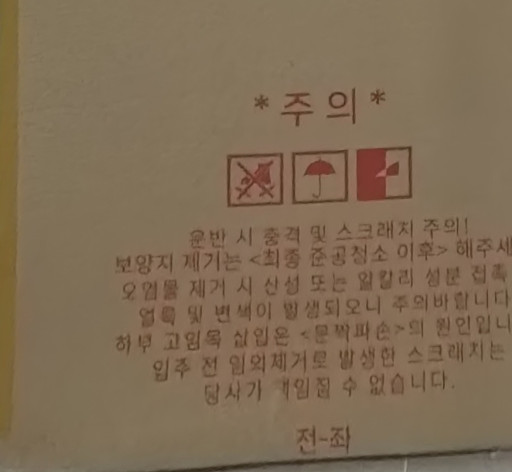 *주의*
운반 시 충격 및 스크래치 주의!
보양지 제거는 <최종 준공청소 이후> 해주세
오염물 제거 시 산성 또는 알칼리 성분 접촉
얼룩 및 변색이 발생되오니 주의바랍니다
하부 고임목 삽입은 <문짝파손>의 원인입니
입주 전 임의제거로 발생한 스크래치는
당사가 책임질 수 없습니다.
전-좌